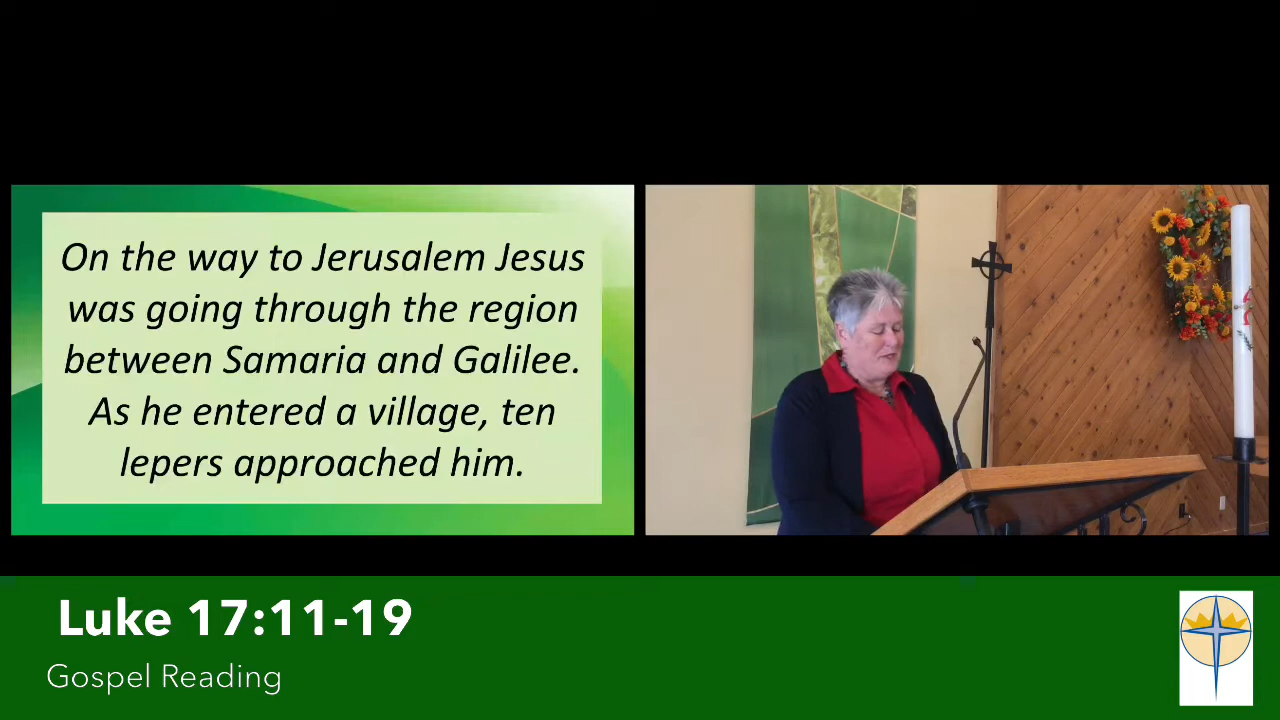 On the way to Jerusalem Jesus
was going through the region
between Samaria and Galilee.
As he entered a village, ten
lepers approached him.
Luke 17:11-19
Gospel Reading